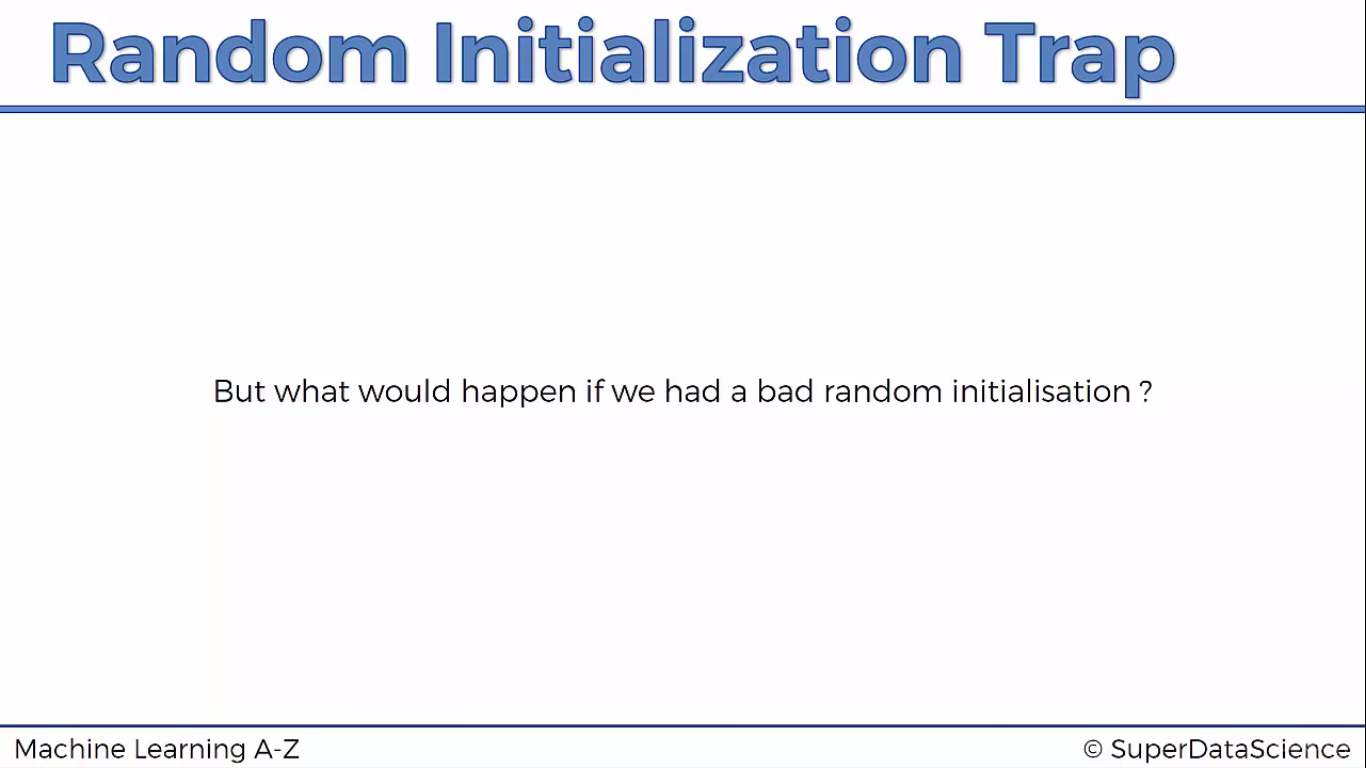 Random Initialization Trap
But what would happen if we had a bad random initialisation ?
Machine Learning A-Z
© SuperDataScience